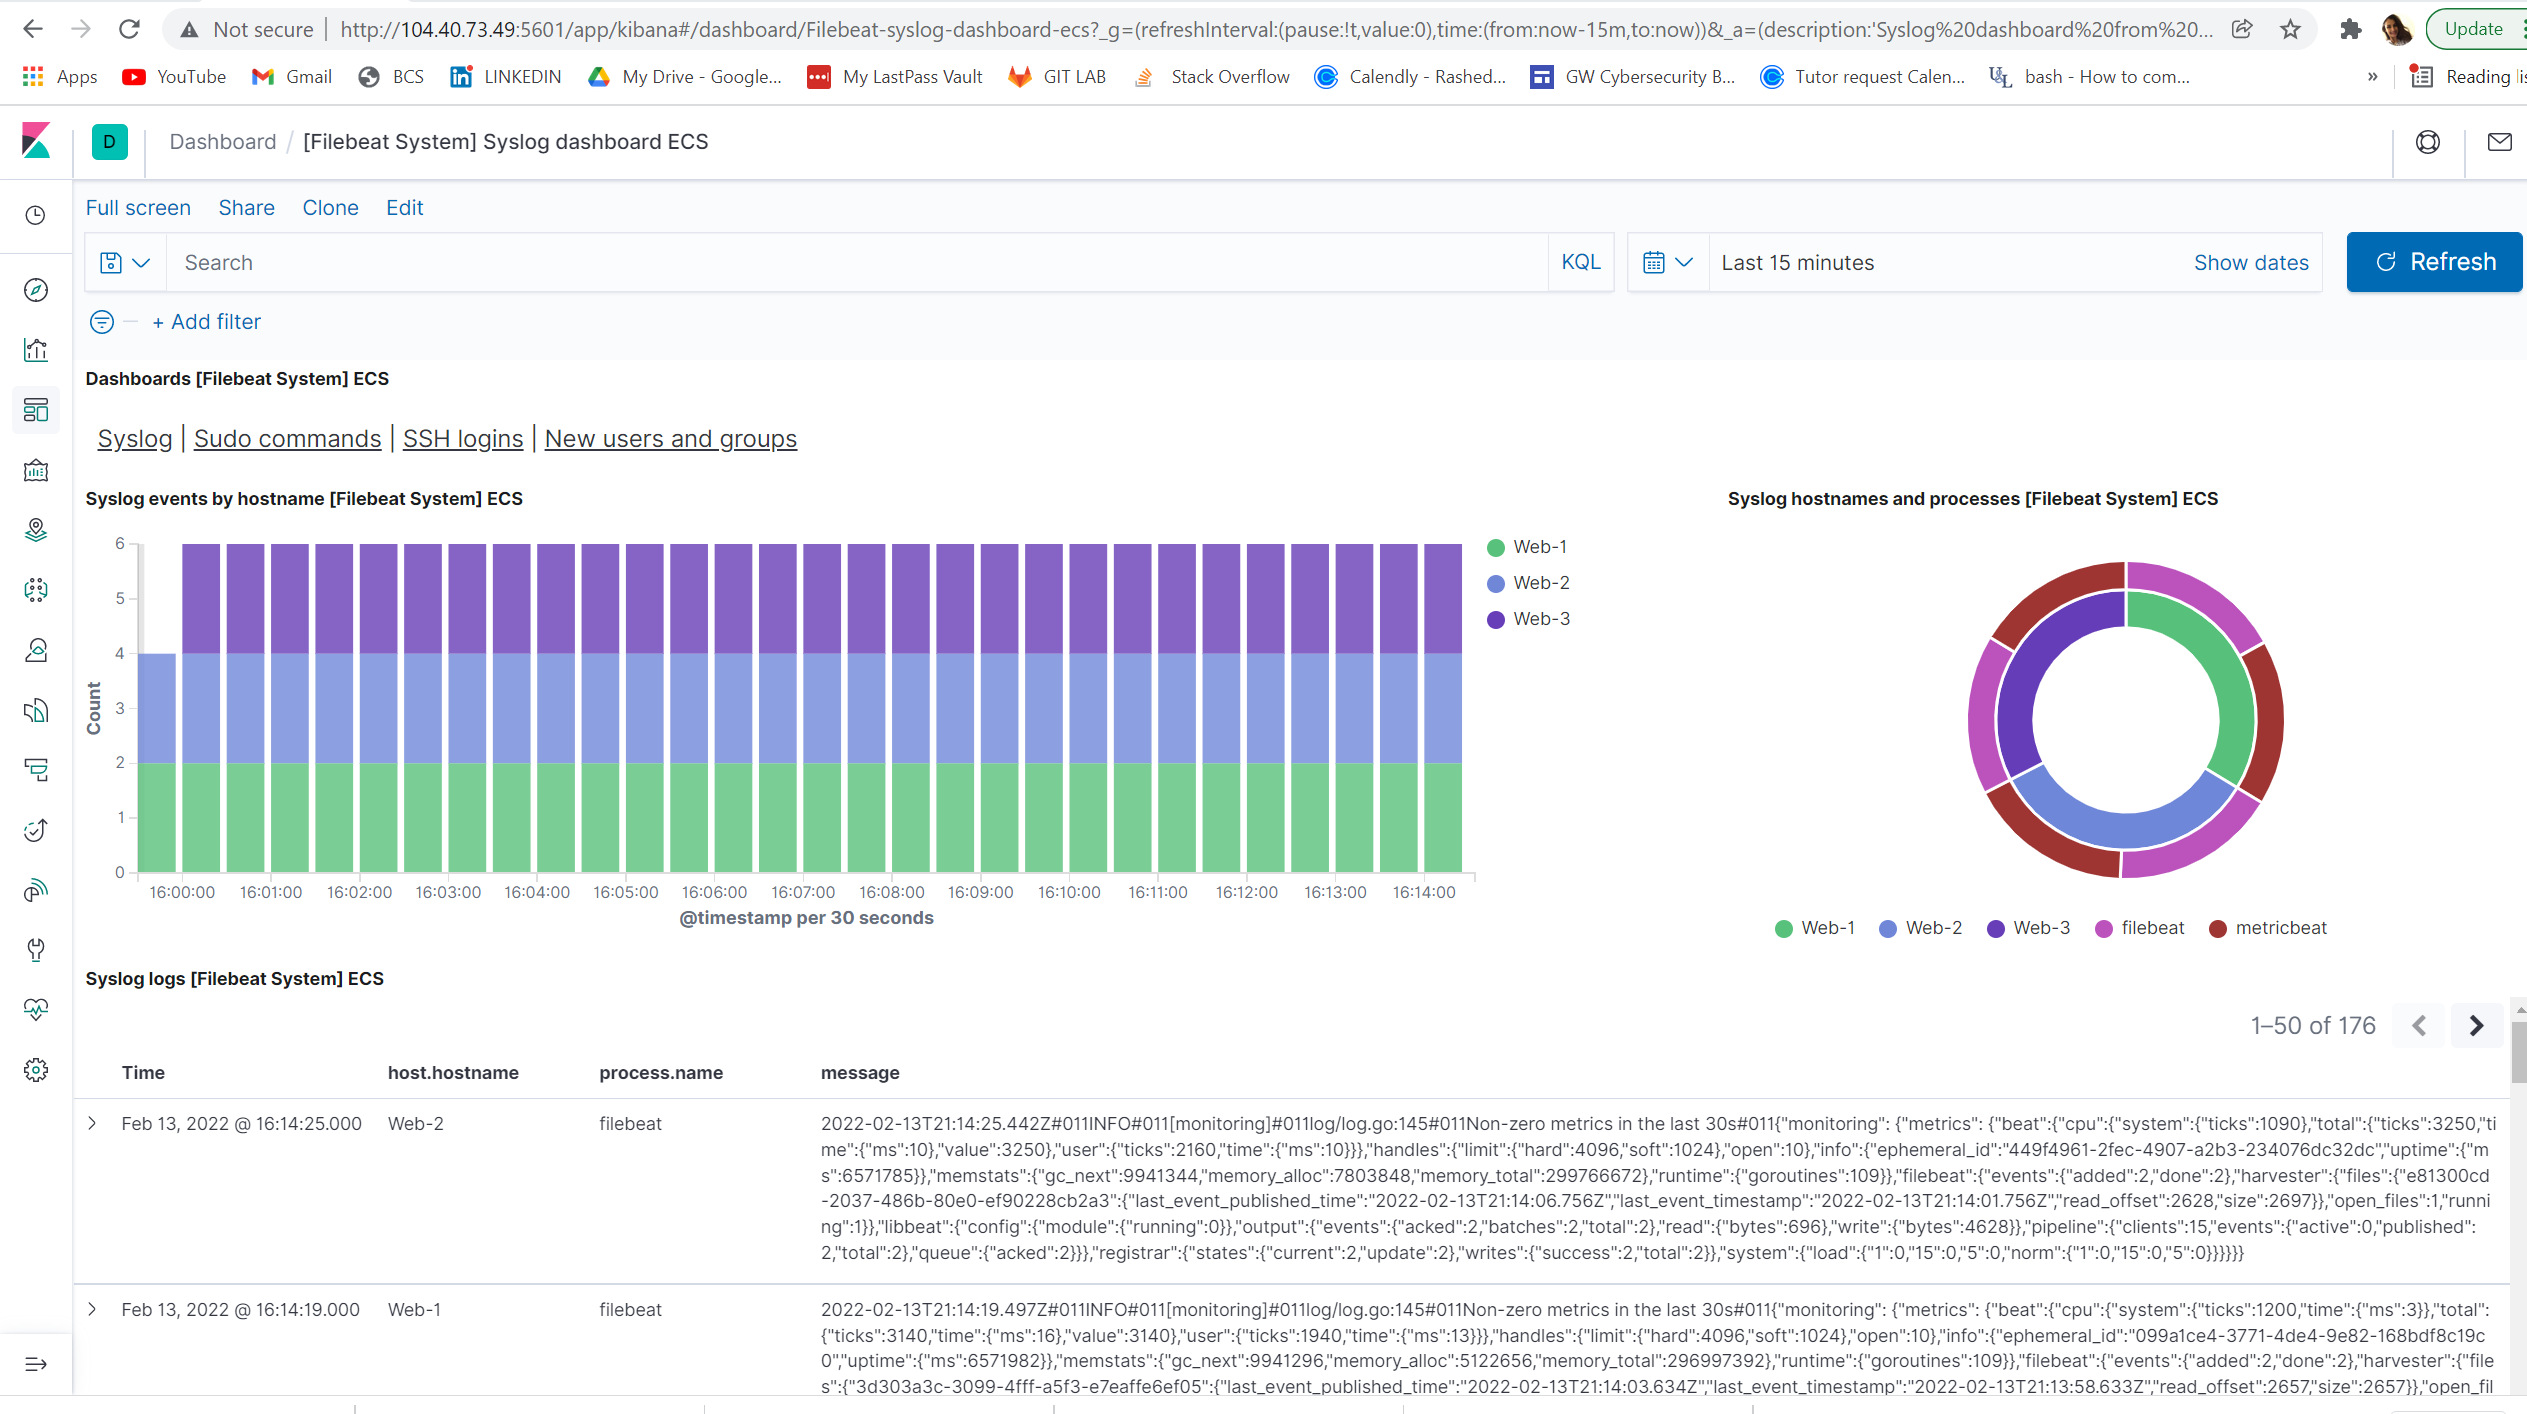 Not secure | http://104.40.73.49:5601/app/kibana#/dashboard/Filebeat-syslog-dashboard-ecs?_g=(refreshInterval:(pause:!t,value:0),time:(from:now-15m,to:now))&_a=(description:'Syslog%20dashboard%20from%20... Update
Apps YouTube Gmail BCS LINKEDIN My Drive - Google... My LastPass Vault GIT LAB Stack Overflow Calendly - Rashed... GW Cybersecurity B... Tutor request Calen... bash - How to com... » Reading lis
D Dashboard / [Filebeat System] Syslog dashboard ECS
Full screen Share Clone Edit
Search KQL Last 15 minutes Show dates Refresh
+ Add filter
Dashboards [Filebeat System] ECS
Syslog | Sudo commands | SSH logins | New users and groups
Syslog events by hostname [Filebeat System] ECS
6
5
4
3
2
1
0
Count
16:00:00 16:01:00 16:02:00 16:03:00 16:04:00 16:05:00 16:06:00 16:07:00 16:08:00 16:09:00 16:10:00 16:11:00 16:12:00 16:13:00 16:14:00
@timestamp per 30 seconds
Web-1
Web-2
Web-3
Syslog hostnames and processes [Filebeat System] ECS
Web-1 Web-2 Web-3 filebeat metricbeat
Syslog logs [Filebeat System] ECS
1–50 of 176
Time host.hostname process.name message
Feb 13, 2022 @ 16:14:25.000 Web-2 filebeat 2022-02-13T21:14:25.442Z#011INFO#011[monitoring]#011log/log.go:145#011Non-zero metrics in the last 30s#011{"monitoring": {"metrics": {"beat":{"cpu":{"system":{"ticks":1090},"total":{"ticks":3250,"ti
me":{"ms":10},"value":3250},"user":{"ticks":2160,"time":{"ms":10}}},"handles":{"limit":{"hard":4096,"soft":1024},"open":10},"info":{"ephemeral_id":"449f4961-2fec-4907-a2b3-234076dc32dc","uptime":{"m
s":6571785}},"memstats":{"gc_next":9941344,"memory_alloc":7803848,"memory_total":299766672},"runtime":{"goroutines":109}},"filebeat":{"events":{"added":2,"done":2},"harvester":{"files":{"e81300cd
-2037-486b-80e0-ef90228cb2a3":{"last_event_published_time":"2022-02-13T21:14:06.756Z","last_event_timestamp":"2022-02-13T21:14:01.756Z","read_offset":2628,"size":2697}},"open_files":1,"runni
ng":1}},"libbeat":{"config":{"module":{"running":0}},"output":{"events":{"acked":2,"batches":2,"total":2},"read":{"bytes":696},"write":{"bytes":4628}},"pipeline":{"clients":15,"events":{"active":0,"published":
2,"total":2},"queue":{"acked":2}}},"registrar":{"states":{"current":2,"update":2},"writes":{"success":2,"total":2}},"system":{"load":{"1":0,"15":0,"5":0,"norm":{"1":0,"15":0,"5":0}}}}}}
Feb 13, 2022 @ 16:14:19.000 Web-1 filebeat 2022-02-13T21:14:19.497Z#011INFO#011[monitoring]#011log/log.go:145#011Non-zero metrics in the last 30s#011{"monitoring": {"metrics": {"beat":{"cpu":{"system":{"ticks":1200,"time":{"ms":3}},"total":
{"ticks":3140,"time":{"ms":16},"value":3140},"user":{"ticks":1940,"time":{"ms":13}}},"handles":{"limit":{"hard":4096,"soft":1024},"open":10},"info":{"ephemeral_id":"099a1ce4-3771-4de4-9e82-168bdf8c19c
0","uptime":{"ms":6571982}},"memstats":{"gc_next":9941296,"memory_alloc":5122656,"memory_total":296997392},"runtime":{"goroutines":109}},"filebeat":{"events":{"added":2,"done":2},"harvester":{"file
s":{"3d303a3c-3099-4fff-a5f3-e7eaffe6ef05":{"last_event_published_time":"2022-02-13T21:14:03.634Z","last_event_timestamp":"2022-02-13T21:13:58.633Z","read_offset":2657,"size":2657}},"open_fil